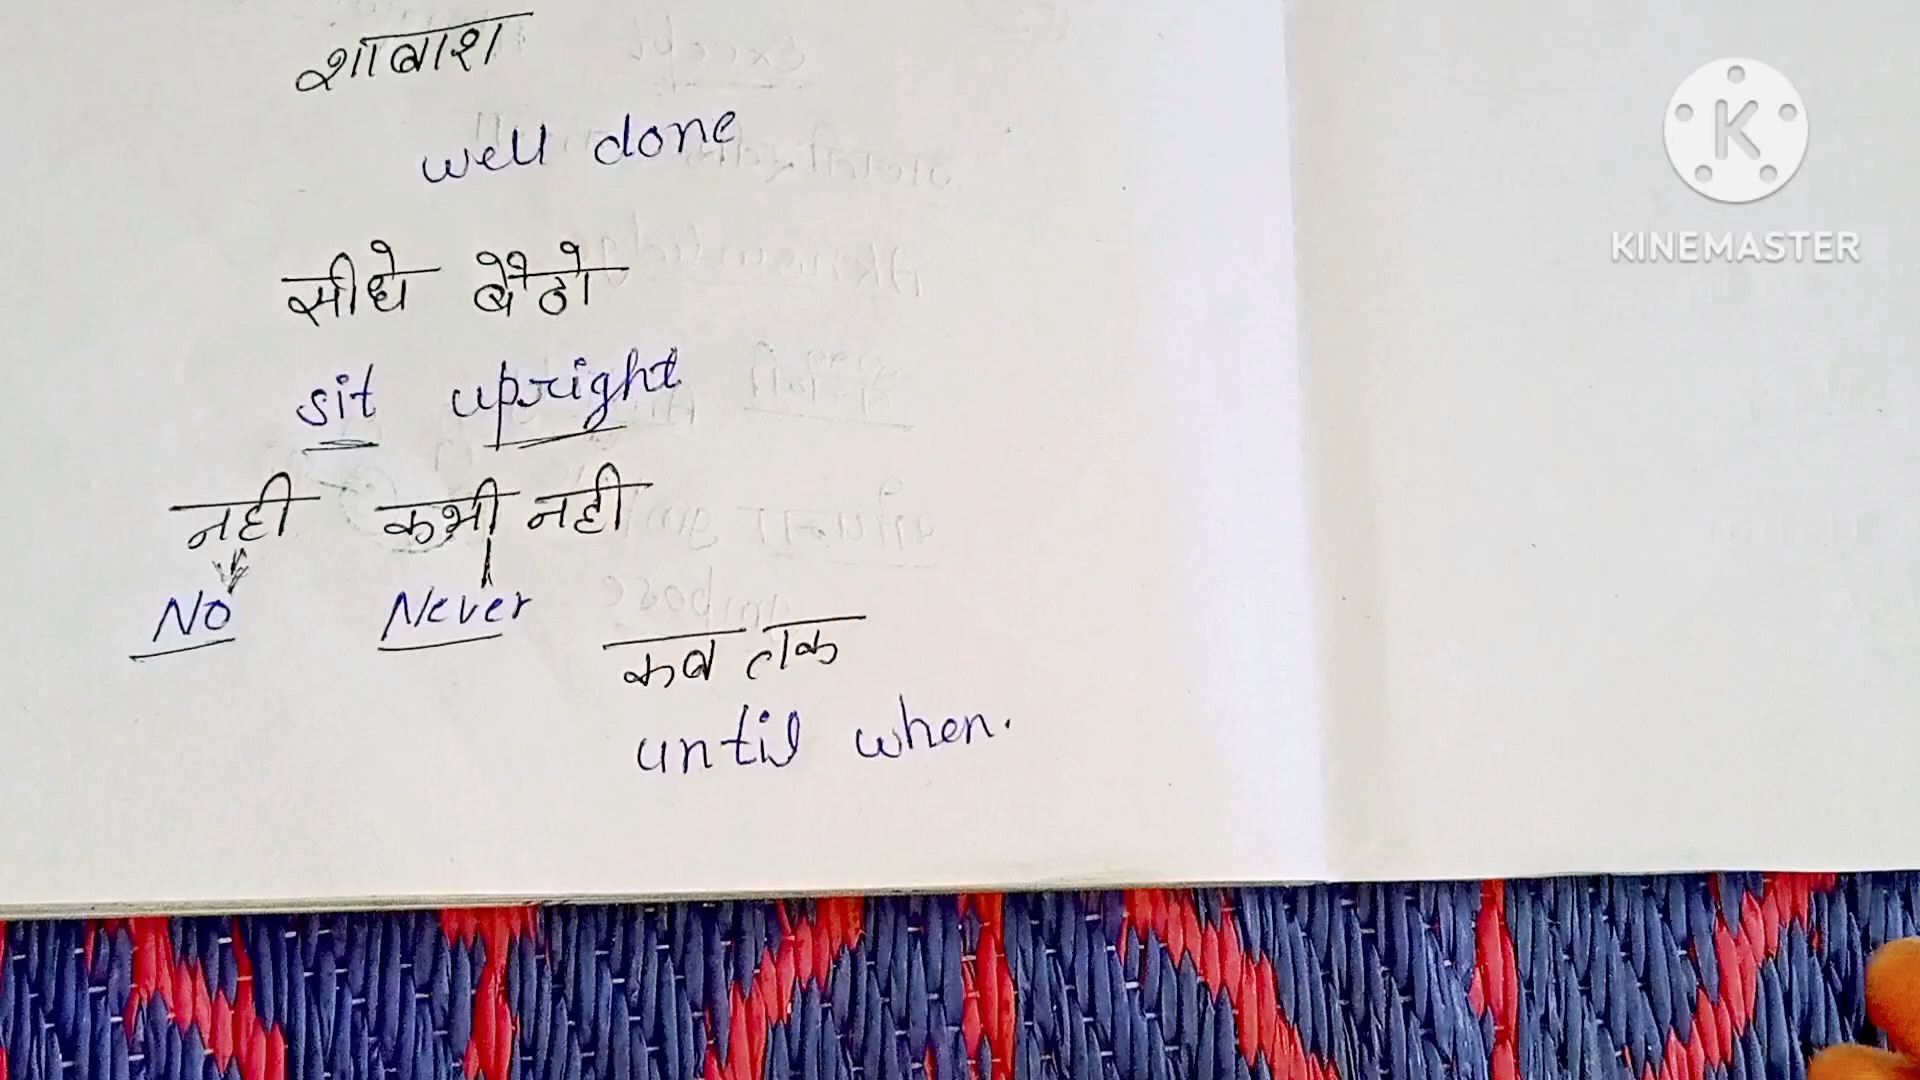 शाबाश
well done
सीधे बैठो
sit upright
नही कभी नही
No Never
कब तक
until when.
KINEMASTER